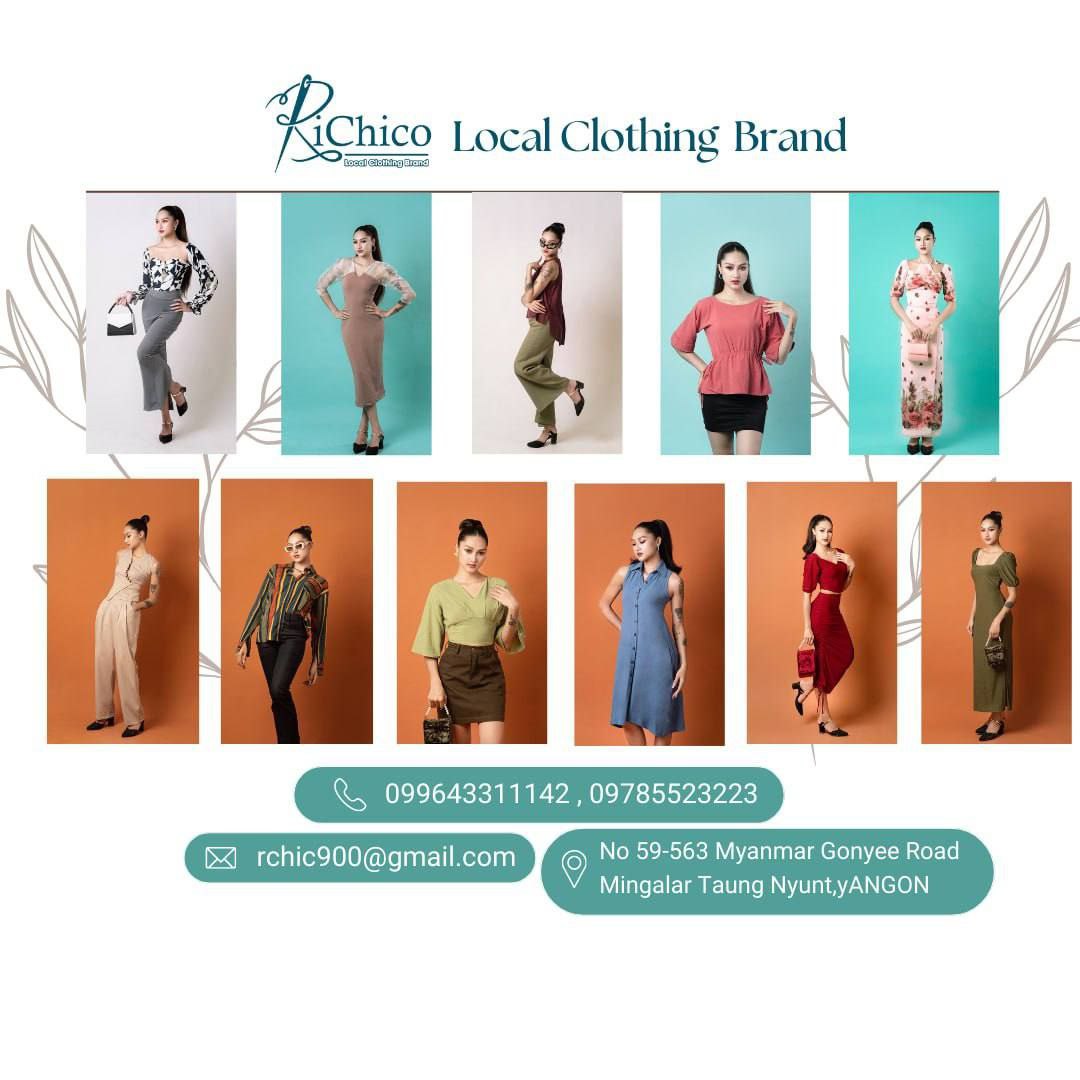 RiChico
Local Clothing Brand
Local Clothing Brand
099643311142 , 09785523223
rchic900@gmail.com
No 59-563 Myanmar Gonyee Road
Mingalar Taung Nyunt,yANGON